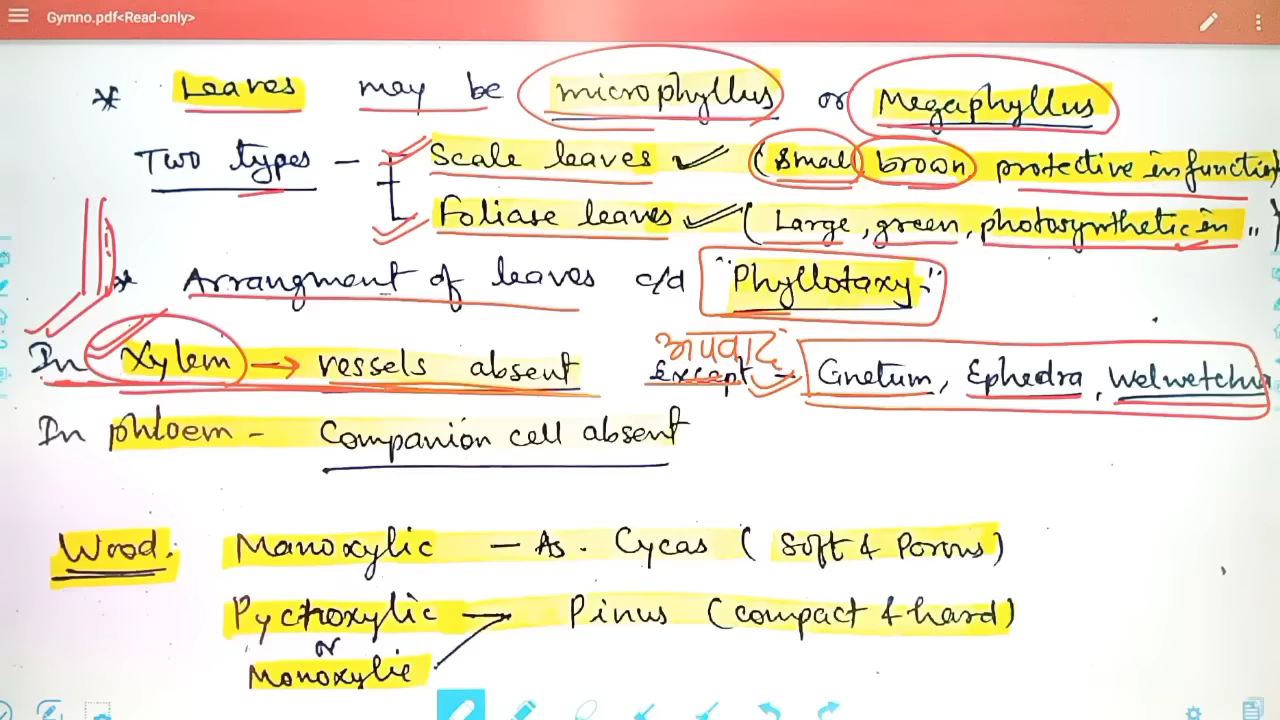 Gymno.pdf<Read-only>
* Leaves may be microphyllus or Megaphyllus
Two types - Scale leaves (small brown protective in function)
Foliase leaves (Large, green, photosynthetic in " )
* Arrangment of leaves c/d "Phyllotaxy"
अपवाद
In Xylem → vessels absent Except - Gnetum, Ephedra, Welwetchia
In phloem - Companion cell absent
Wood. Manoxylic - As. Cycas ( Soft & Porous)
Pycnoxylic → Pinus (compact & hard)
or
Monoxylic